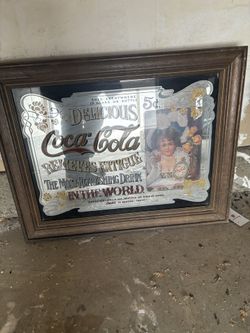 DELICIOUS
5¢
Coca-Cola
RELIEVES FATIGUE
THE MOST REFRESHING DRINK
IN THE WORLD